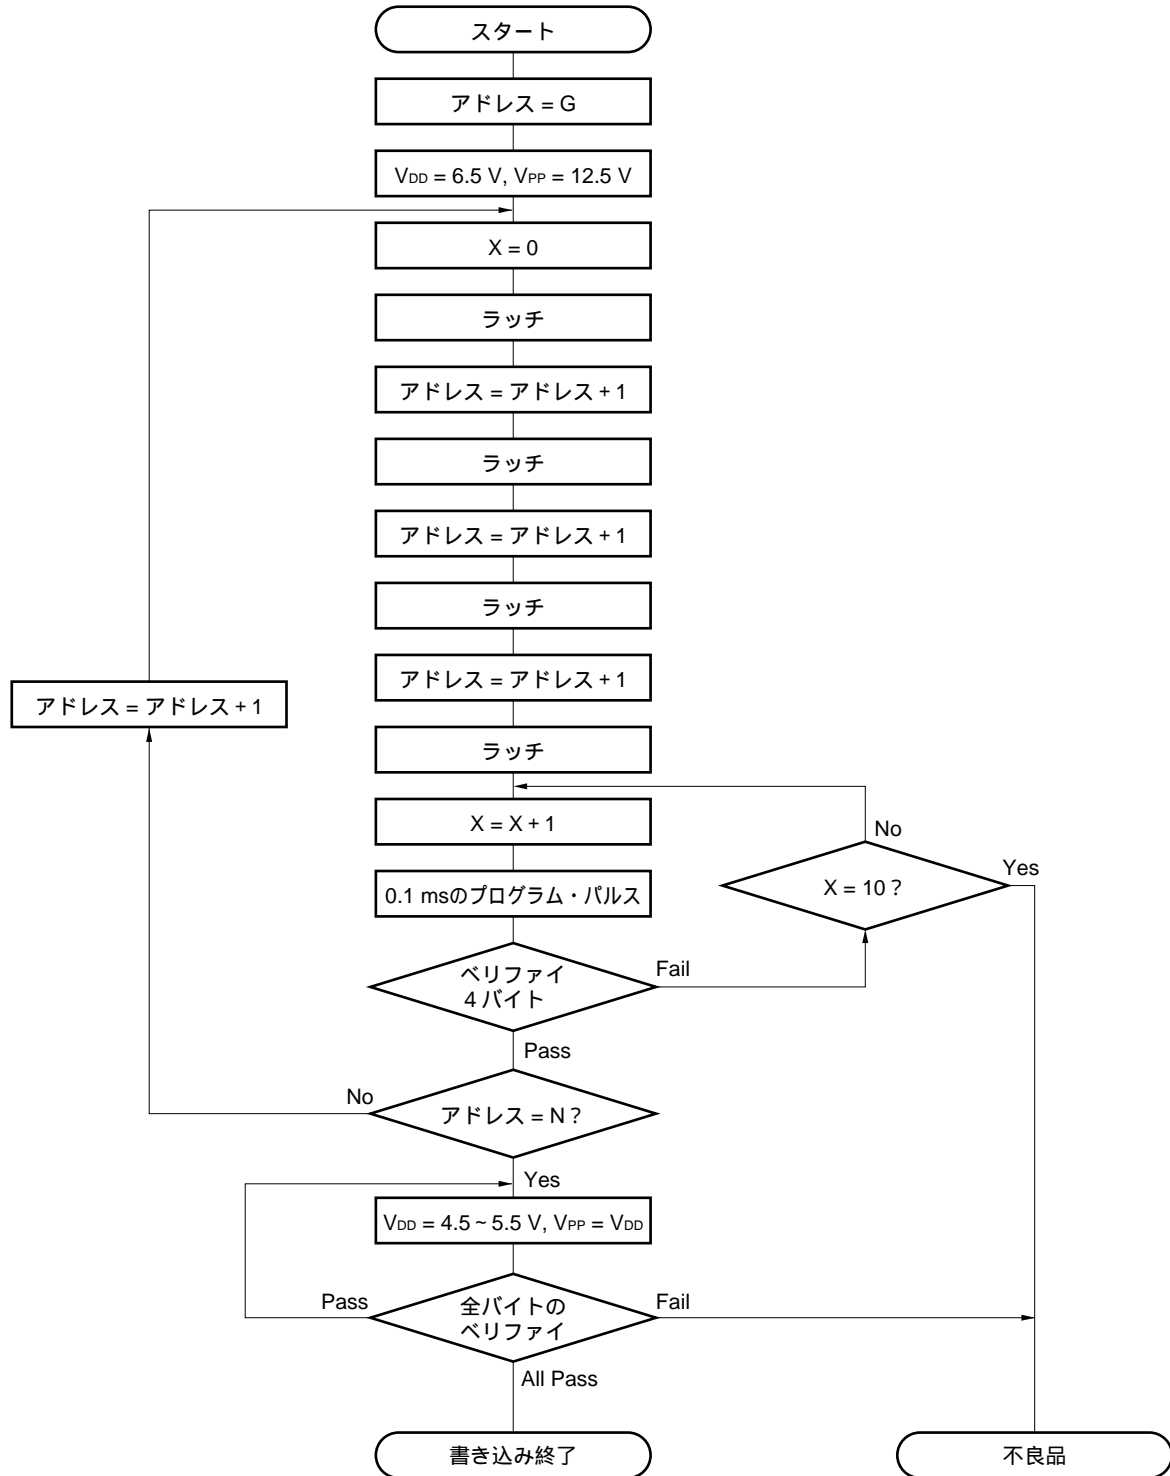 スタート
アドレス = G
VDD = 6.5 V, VPP = 12.5 V
X = 0
ラッチ
アドレス = アドレス + 1
ラッチ
アドレス = アドレス + 1
ラッチ
アドレス = アドレス + 1
アドレス = アドレス + 1
ラッチ
X = X + 1
No
Yes
X = 10 ?
0.1 msのプログラム・パルス
ベリファイ
4 バイト
Fail
Pass
No
アドレス = N ?
Yes
VDD = 4.5 ~ 5.5 V, VPP = VDD
Pass
全バイトの
ベリファイ
Fail
All Pass
書き込み終了
不良品